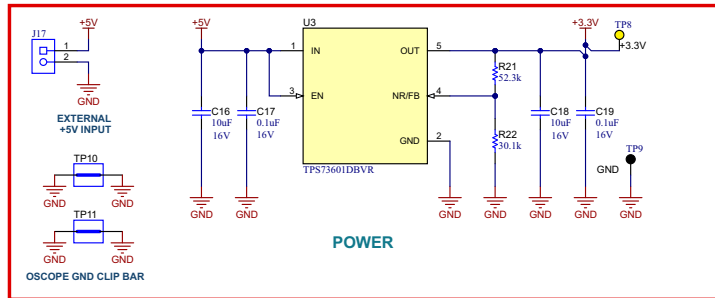 J17
+5V
1
2
GND
EXTERNAL
+5V INPUT
TP10
GND
GND
TP11
GND
GND
OSCOPE GND CLIP BAR
+5V
C16
10uF
16V
GND
C17
0.1uF
16V
GND
U3
1
IN
OUT
5
3
EN
NR/FB
4
GND
2
TPS73601DBVR
GND
R21
52.3k
R22
30.1k
GND
C18
10uF
16V
GND
+3.3V
C19
0.1uF
16V
GND
TP8
+3.3V
TP9
GND
GND
POWER